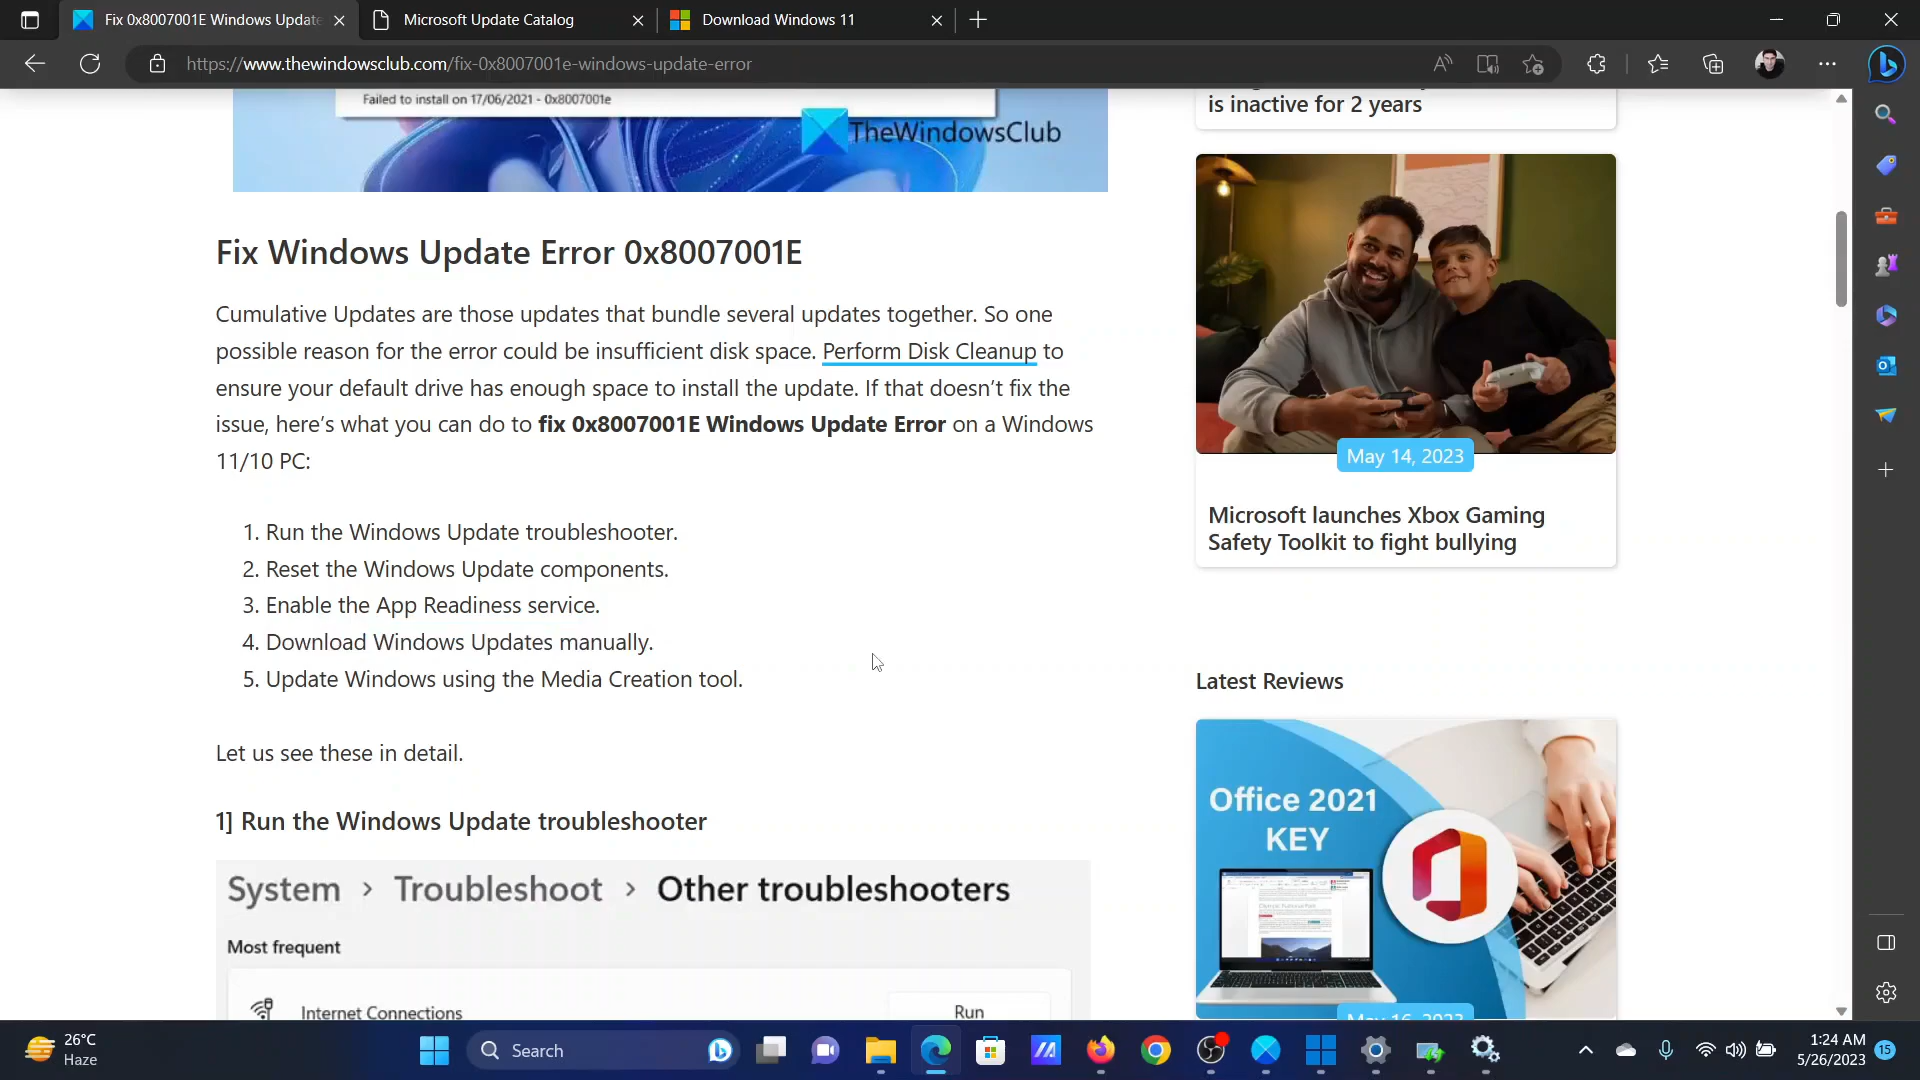 Fix 0x8007001E Windows Update
Microsoft Update Catalog
Download Windows 11
https://www.thewindowsclub.com/fix-0x8007001e-windows-update-error
Failed to install on 17/06/2021 - 0x8007001e
TheWindowsClub
is inactive for 2 years
Fix Windows Update Error 0x8007001E
Cumulative Updates are those updates that bundle several updates together. So one
possible reason for the error could be insufficient disk space. Perform Disk Cleanup to
ensure your default drive has enough space to install the update. If that doesn’t fix the
issue, here’s what you can do to fix 0x8007001E Windows Update Error on a Windows
11/10 PC:
1. Run the Windows Update troubleshooter.
2. Reset the Windows Update components.
3. Enable the App Readiness service.
4. Download Windows Updates manually.
5. Update Windows using the Media Creation tool.
Let us see these in detail.
1] Run the Windows Update troubleshooter
System > Troubleshoot > Other troubleshooters
Most frequent
Internet Connections
Run
May 14, 2023
Microsoft launches Xbox Gaming
Safety Toolkit to fight bullying
Latest Reviews
Office 2021
KEY
May 16, 2023
26°C
Haze
Search
1:24 AM
5/26/2023
15